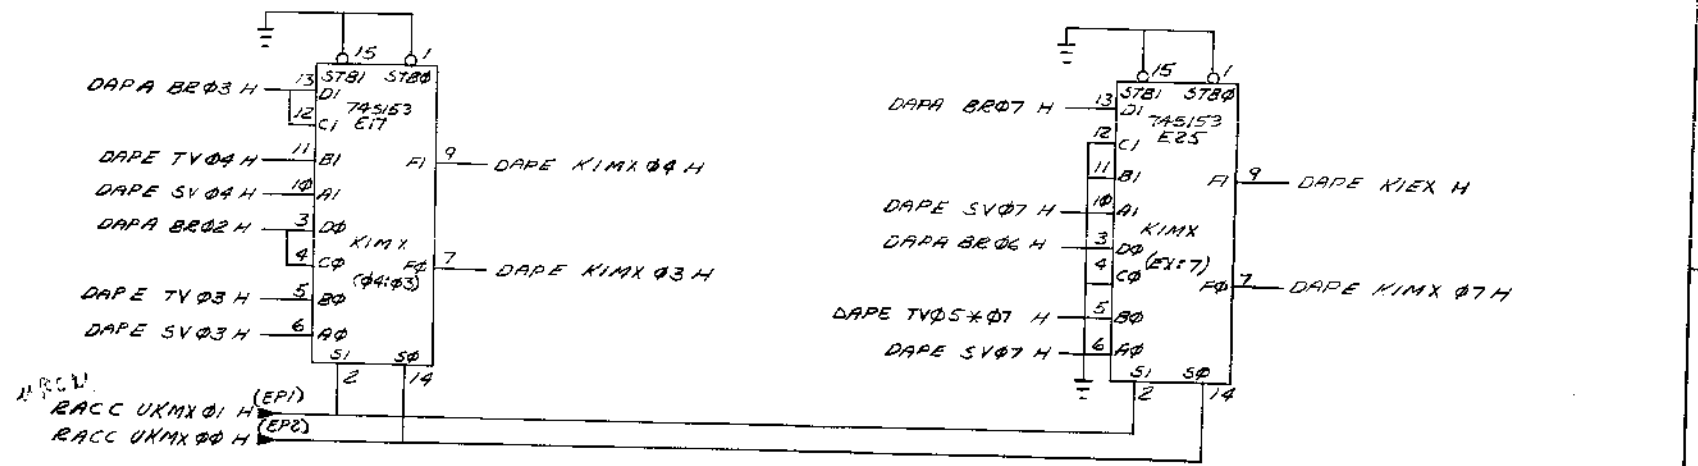 15 1
STB1 STBØ
DAPA BRØ3 H 13 D1
74S153
E17
12 C1
DAPE TVØ4 H 11 B1
F1 9 DAPE KIMX Ø4 H
DAPE SVØ4 H 1Ø A1
DAPA BRØ2 H 3 DØ
KIMX
4 CØ
FØ 7 DAPE KIMX Ø3 H
(Ø4:Ø3)
DAPE TVØ3 H 5 BØ
DAPE SVØ3 H 6 AØ
S1 SØ
2 14
RACC UKMX Ø1 H (EP1)
RACC UKMX ØØ H (EP2)
15 1
STB1 STBØ
DAPA BRØ7 H 13 D1
74S153
E25
12 C1
11 B1
F1 9 DAPE KIEX H
DAPE SVØ7 H 1Ø A1
KIMX
DAPA BRØ6 H 3 DØ
(EX:7)
4 CØ
FØ 7 DAPE KIMX Ø7 H
DAPE TVØ5*Ø7 H 5 BØ
DAPE SVØ7 H 6 AØ
S1 SØ
2 14